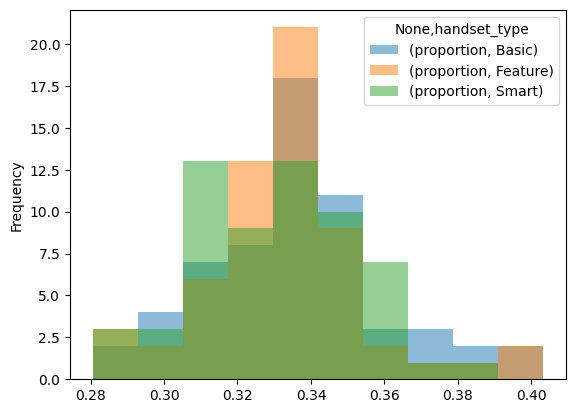 None,handset_type
(proportion, Basic)
(proportion, Feature)
(proportion, Smart)
Frequency
20.0
17.5
15.0
12.5
10.0
7.5
5.0
2.5
0.0
0.28 0.30 0.32 0.34 0.36 0.38 0.40